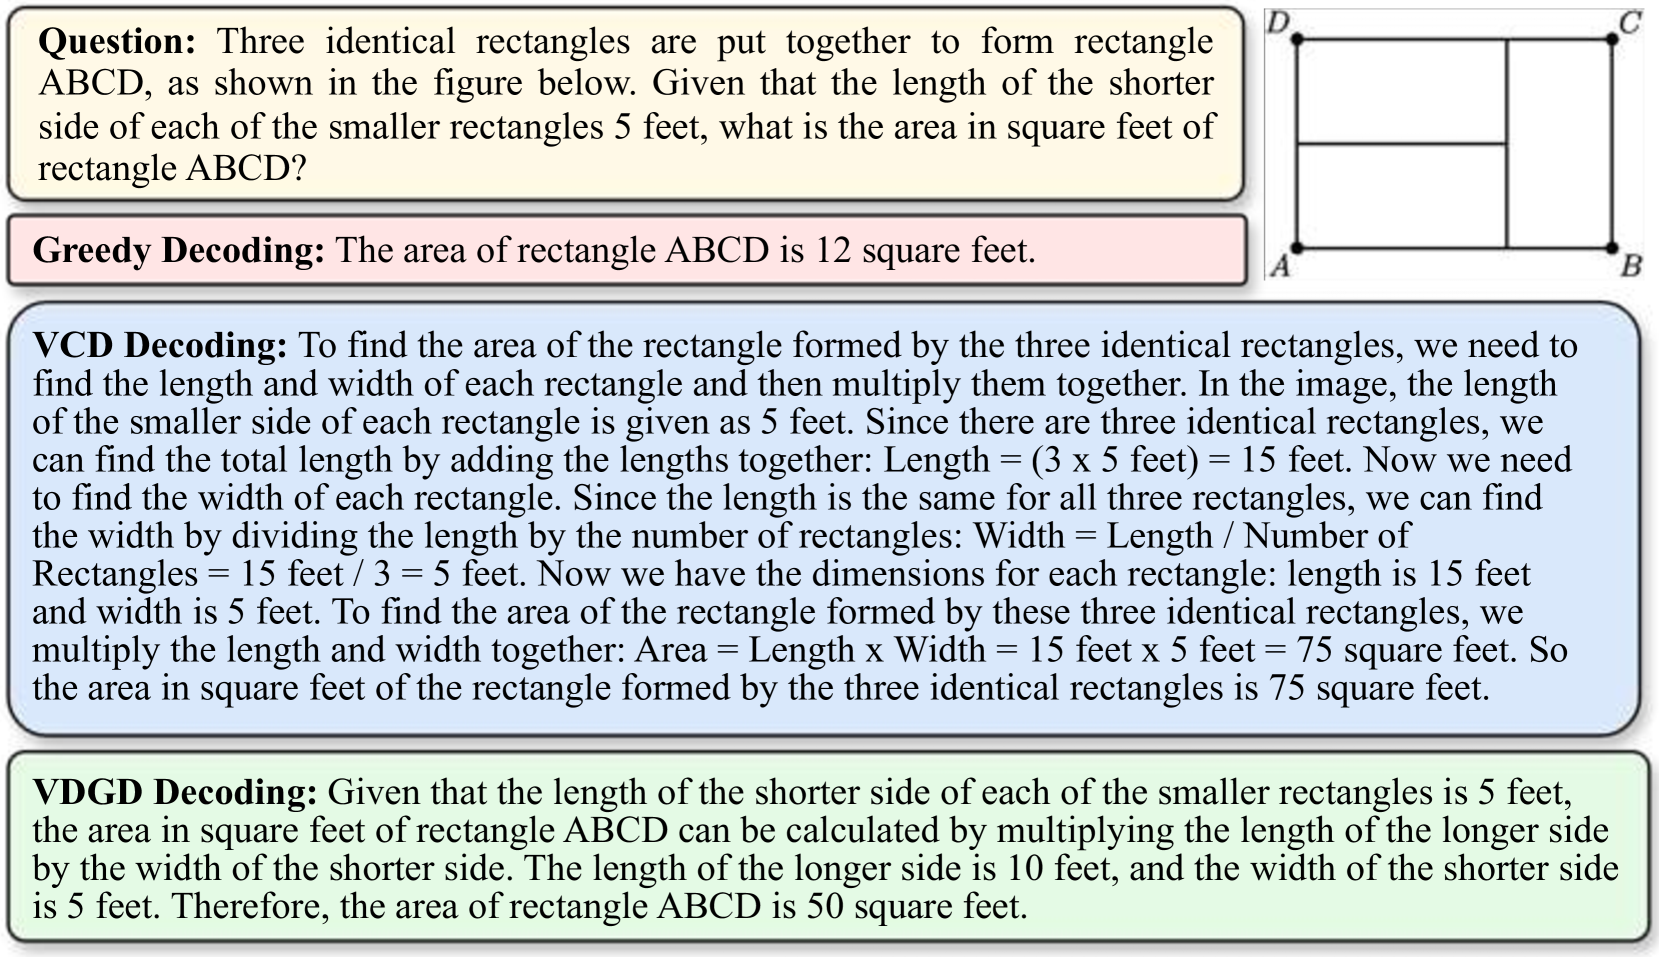 Question: Three identical rectangles are put together to form rectangle
ABCD, as shown in the figure below. Given that the length of the shorter
side of each of the smaller rectangles 5 feet, what is the area in square feet of
rectangle ABCD?
D
C
A
B
Greedy Decoding: The area of rectangle ABCD is 12 square feet.
VCD Decoding: To find the area of the rectangle formed by the three identical rectangles, we need to
find the length and width of each rectangle and then multiply them together. In the image, the length
of the smaller side of each rectangle is given as 5 feet. Since there are three identical rectangles, we
can find the total length by adding the lengths together: Length = (3 x 5 feet) = 15 feet. Now we need
to find the width of each rectangle. Since the length is the same for all three rectangles, we can find
the width by dividing the length by the number of rectangles: Width = Length / Number of
Rectangles = 15 feet / 3 = 5 feet. Now we have the dimensions for each rectangle: length is 15 feet
and width is 5 feet. To find the area of the rectangle formed by these three identical rectangles, we
multiply the length and width together: Area = Length x Width = 15 feet x 5 feet = 75 square feet. So
the area in square feet of the rectangle formed by the three identical rectangles is 75 square feet.
VDGD Decoding: Given that the length of the shorter side of each of the smaller rectangles is 5 feet,
the area in square feet of rectangle ABCD can be calculated by multiplying the length of the longer side
by the width of the shorter side. The length of the longer side is 10 feet, and the width of the shorter side
is 5 feet. Therefore, the area of rectangle ABCD is 50 square feet.